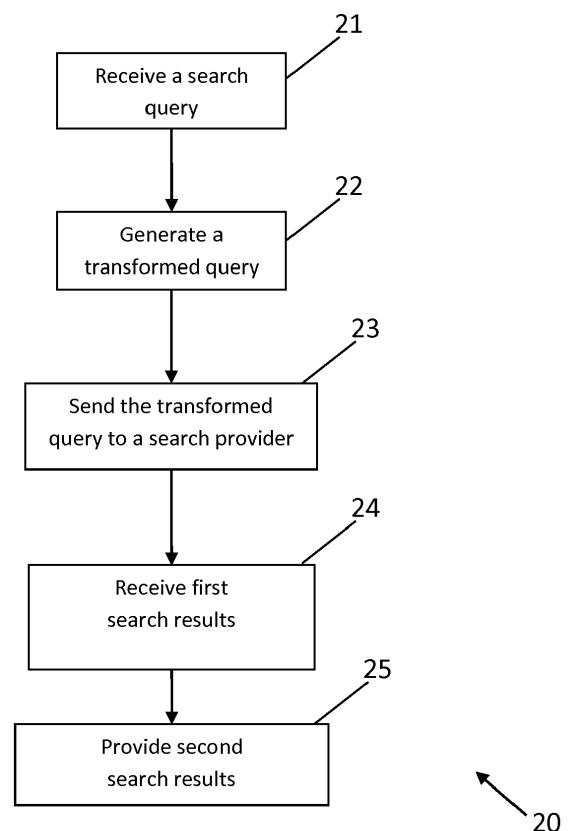 21
Receive a search
query
22
Generate a
transformed query
23
Send the transformed
query to a search provider
24
Receive first
search results
25
Provide second
search results
20